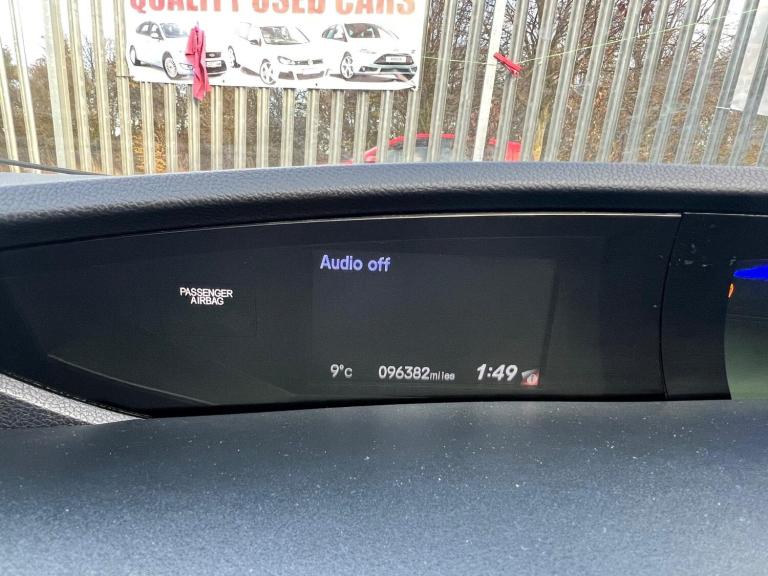 QUALITY USED CARS
Audio off
PASSENGER
AIRBAG
9°C 096382miles 1:49